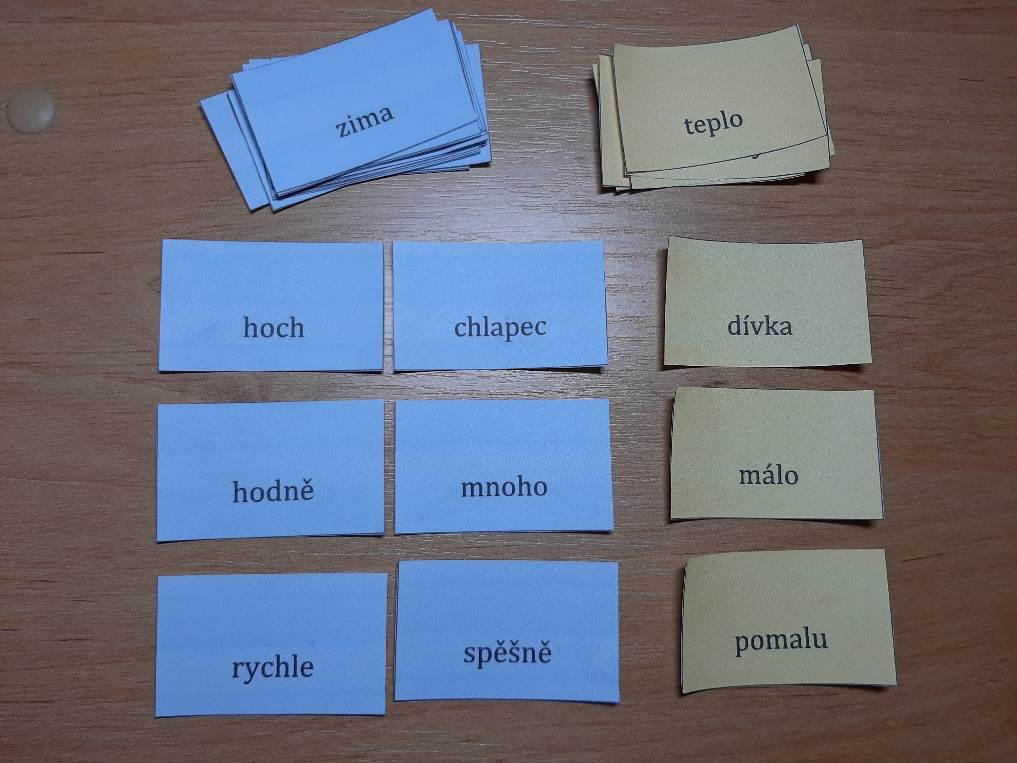 zima
teplo
hoch
chlapec
dívka
hodně
mnoho
málo
rychle
spěšně
pomalu